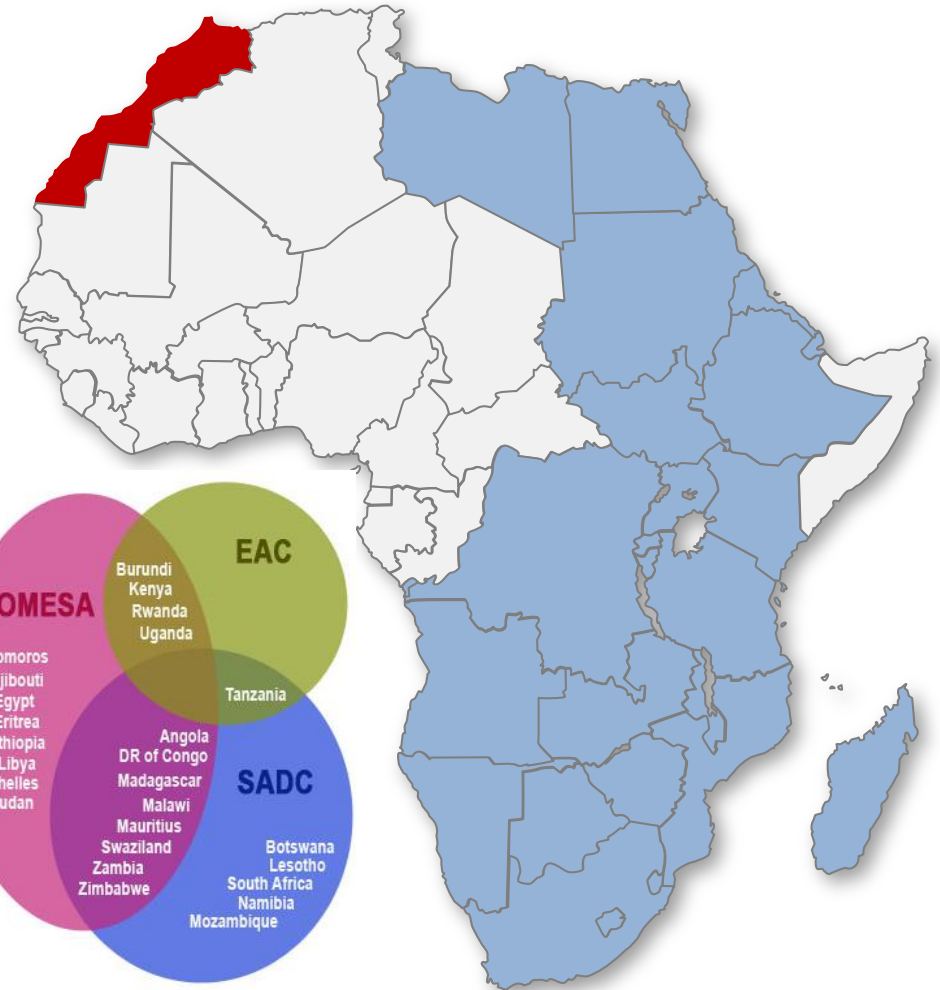 EAC
Burundi
Kenya
Rwanda
Uganda
OMESA
omoros
jibouti
Egypt
Eritrea
thiopia
Libya
helles
udan
Tanzania
Angola
DR of Congo
Madagascar
Malawi
Mauritius
Swaziland
Zambia
Zimbabwe
SADC
Botswana
Lesotho
South Africa
Namibia
Mozambique